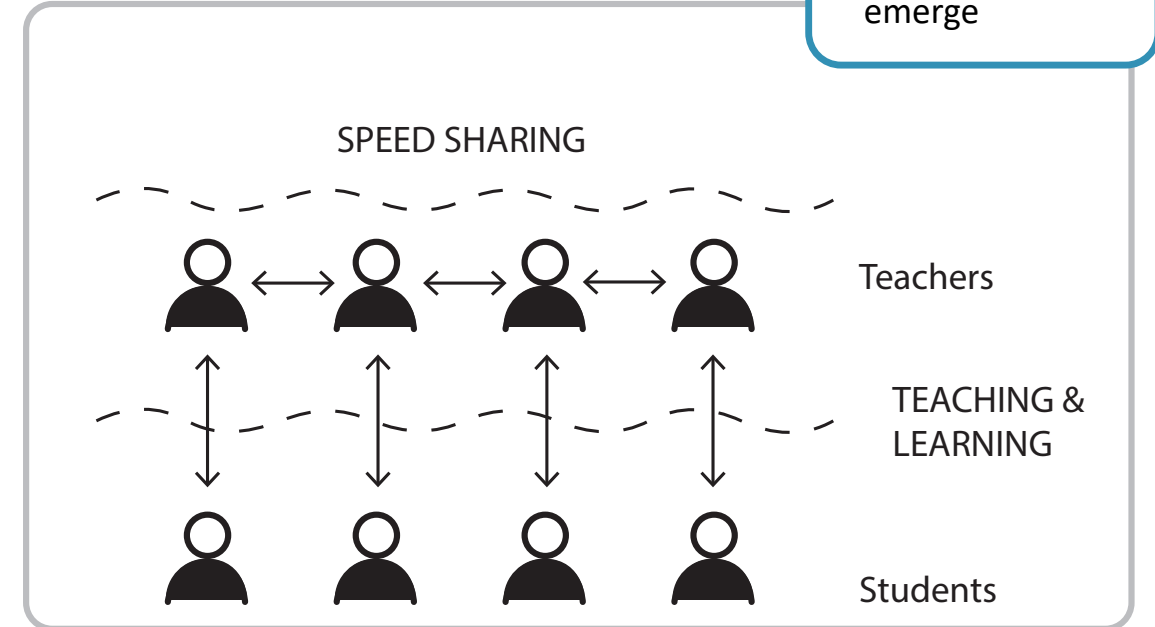 emerge
SPEED SHARING
Teachers
TEACHING &
LEARNING
Students